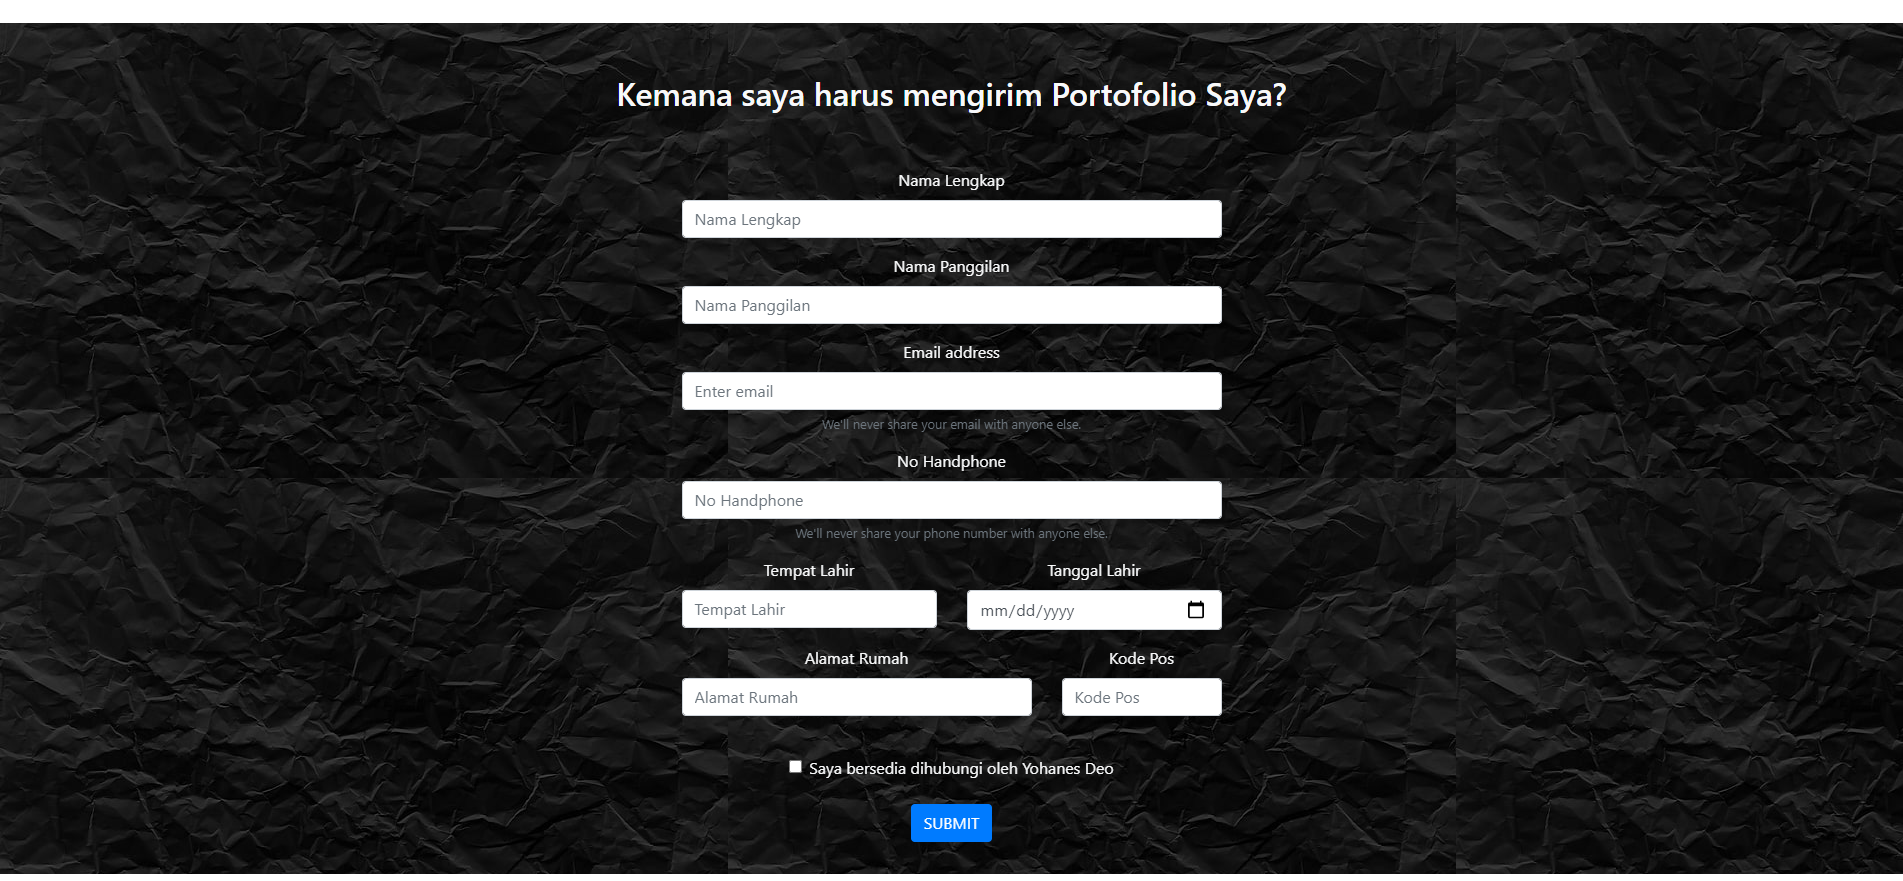 Kemana saya harus mengirim Portofolio Saya?
Nama Lengkap
Nama Lengkap
Nama Panggilan
Nama Panggilan
Email address
Enter email
We'll never share your email with anyone else.
No Handphone
No Handphone
We'll never share your phone number with anyone else.
Tempat Lahir Tanggal Lahir
Tempat Lahir mm/dd/yyyy
Alamat Rumah Kode Pos
Alamat Rumah Kode Pos
Saya bersedia dihubungi oleh Yohanes Deo
SUBMIT